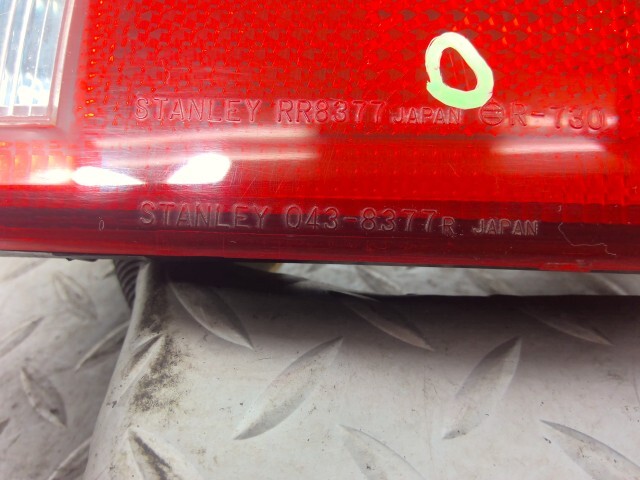 STANLEY RR8377 JAPAN ⊖R-730
STANLEY 043-8377R JAPAN